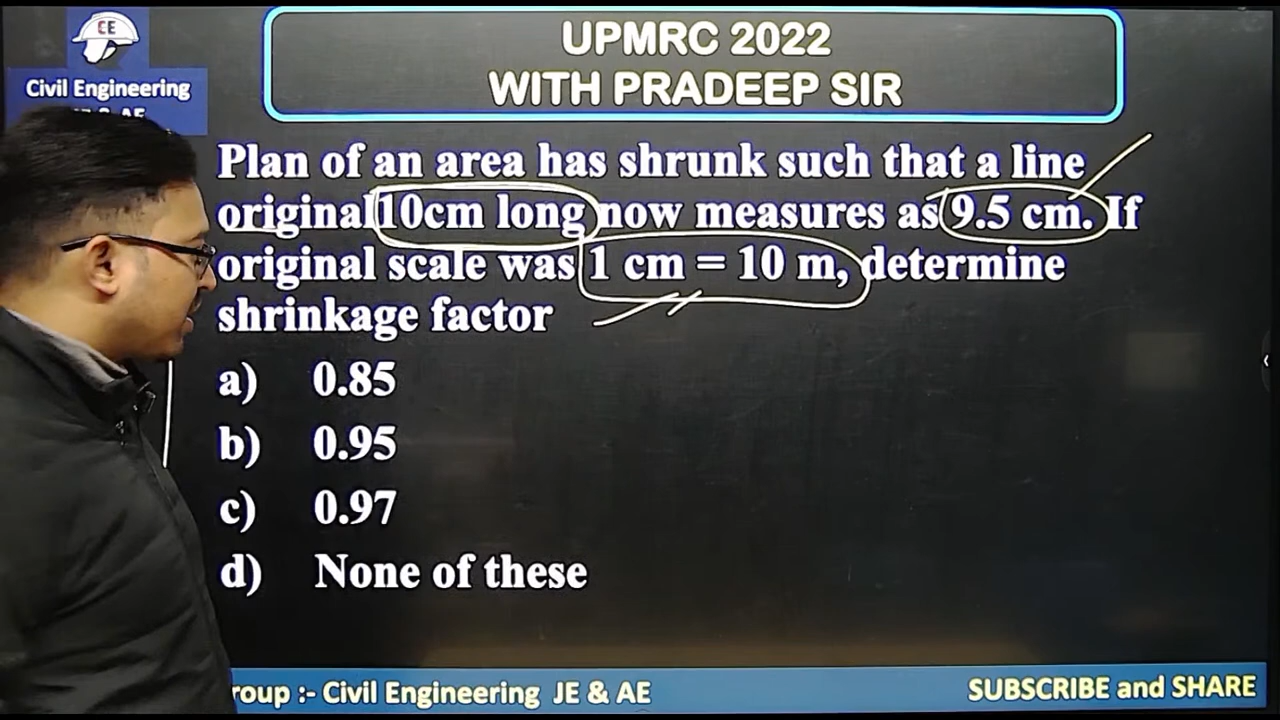 CE
Civil Engineering
UPMRC 2022
WITH PRADEEP SIR
Plan of an area has shrunk such that a line
original 10cm long now measures as 9.5 cm. If
original scale was 1 cm = 10 m, determine
shrinkage factor
a) 0.85
b) 0.95
c) 0.97
d) None of these
roup :- Civil Engineering JE & AE
SUBSCRIBE and SHARE